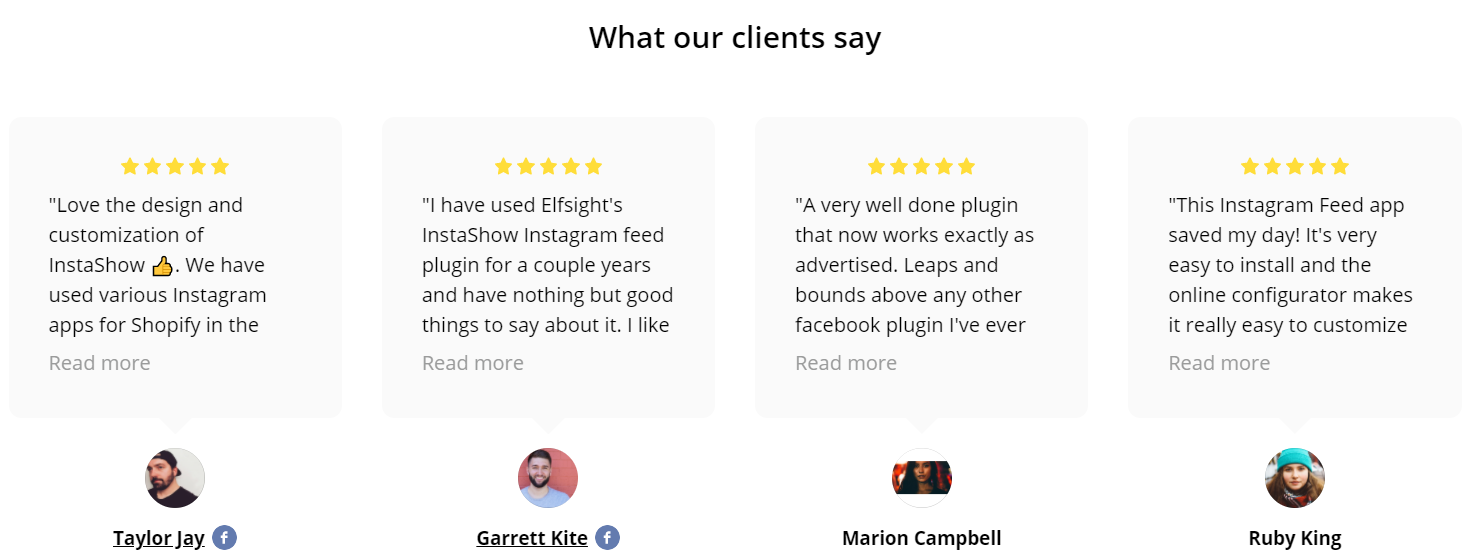 What our clients say
"Love the design and
customization of
InstaShow 👍. We have
used various Instagram
apps for Shopify in the
Read more
Taylor Jay
"I have used Elfsight's
InstaShow Instagram feed
plugin for a couple years
and have nothing but good
things to say about it. I like
Read more
Garrett Kite
"A very well done plugin
that now works exactly as
advertised. Leaps and
bounds above any other
facebook plugin I've ever
Read more
Marion Campbell
"This Instagram Feed app
saved my day! It's very
easy to install and the
online configurator makes
it really easy to customize
Read more
Ruby King